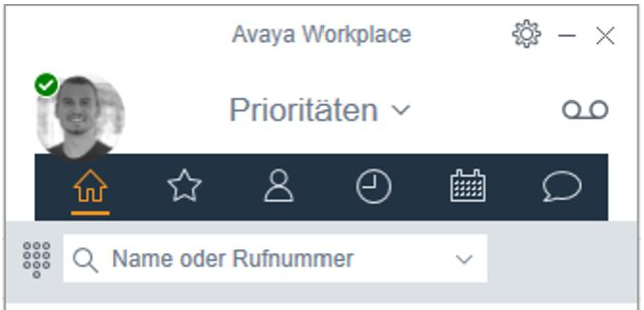 Avaya Workplace
Prioritäten
Name oder Rufnummer